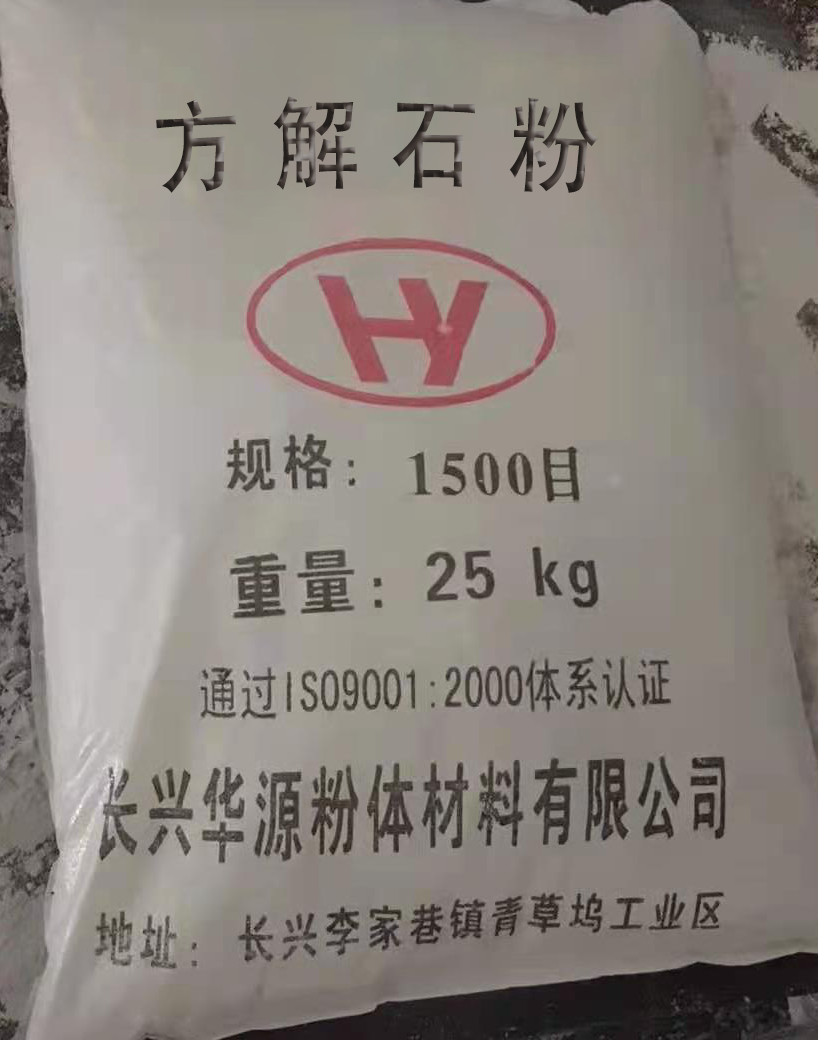 方解石粉
HY
规格：1500目
重量：25 kg
通过ISO9001:2000体系认证
长兴华源粉体材料有限公司
地址：长兴李家巷镇青草坞工业区